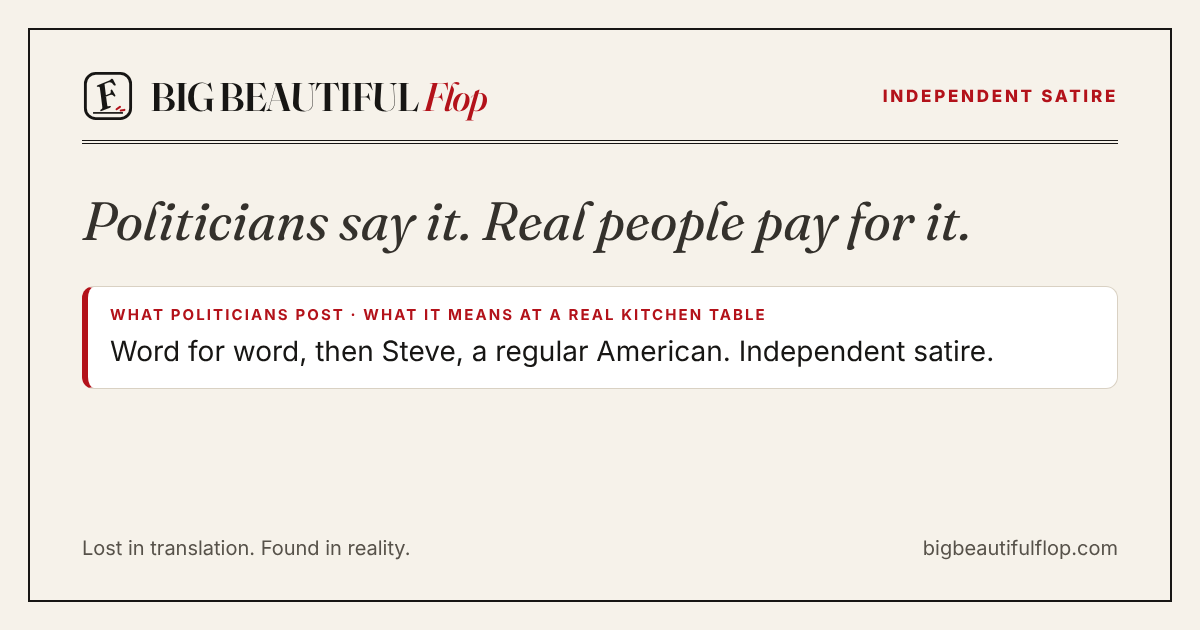 F
BIG BEAUTIFUL Flop
INDEPENDENT SATIRE
Politicians say it. Real people pay for it.
WHAT POLITICIANS POST · WHAT IT MEANS AT A REAL KITCHEN TABLE
Word for word, then Steve, a regular American. Independent satire.
Lost in translation. Found in reality.
bigbeautifulflop.com